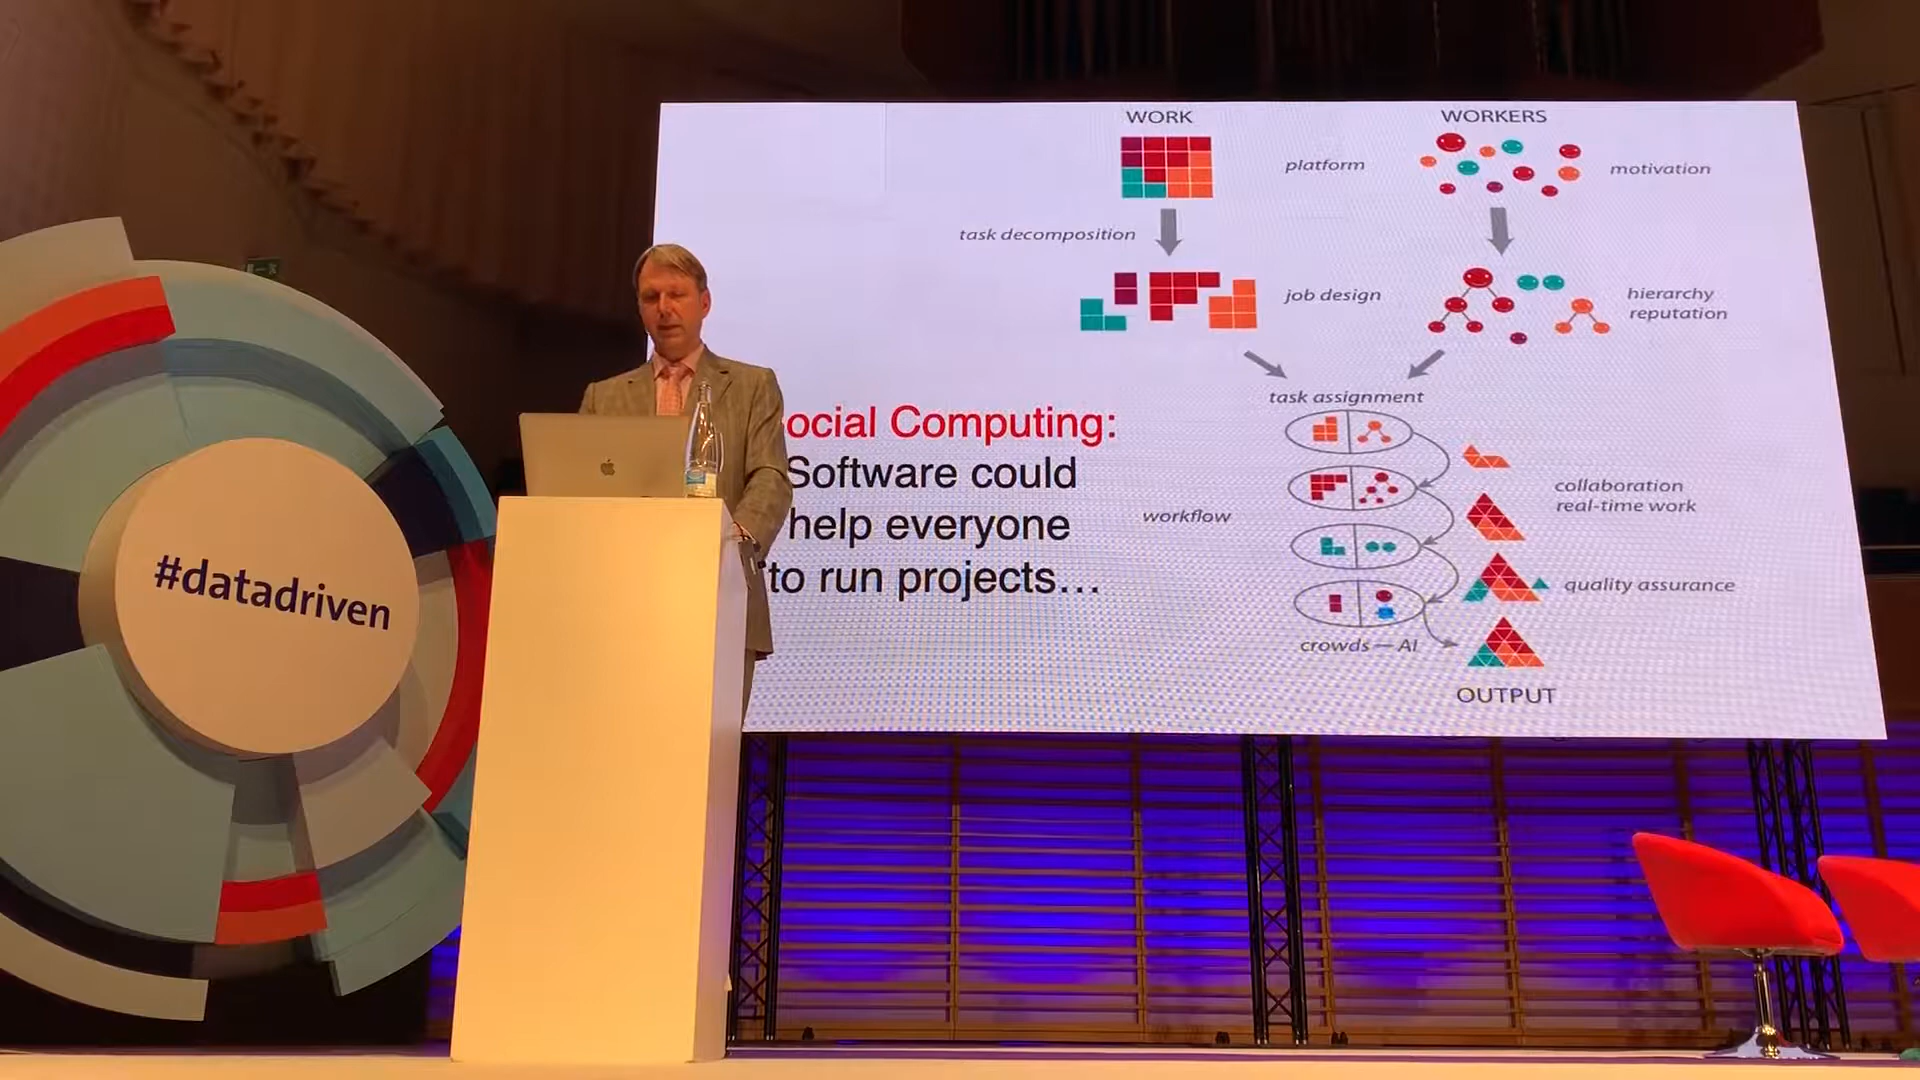 #datadriven
WORK
WORKERS
platform
motivation
task decomposition
job design
hierarchy
reputation
task assignment
ocial Computing:
Software could
help everyone
to run projects...
workflow
collaboration
real-time work
quality assurance
crowds — AI
OUTPUT